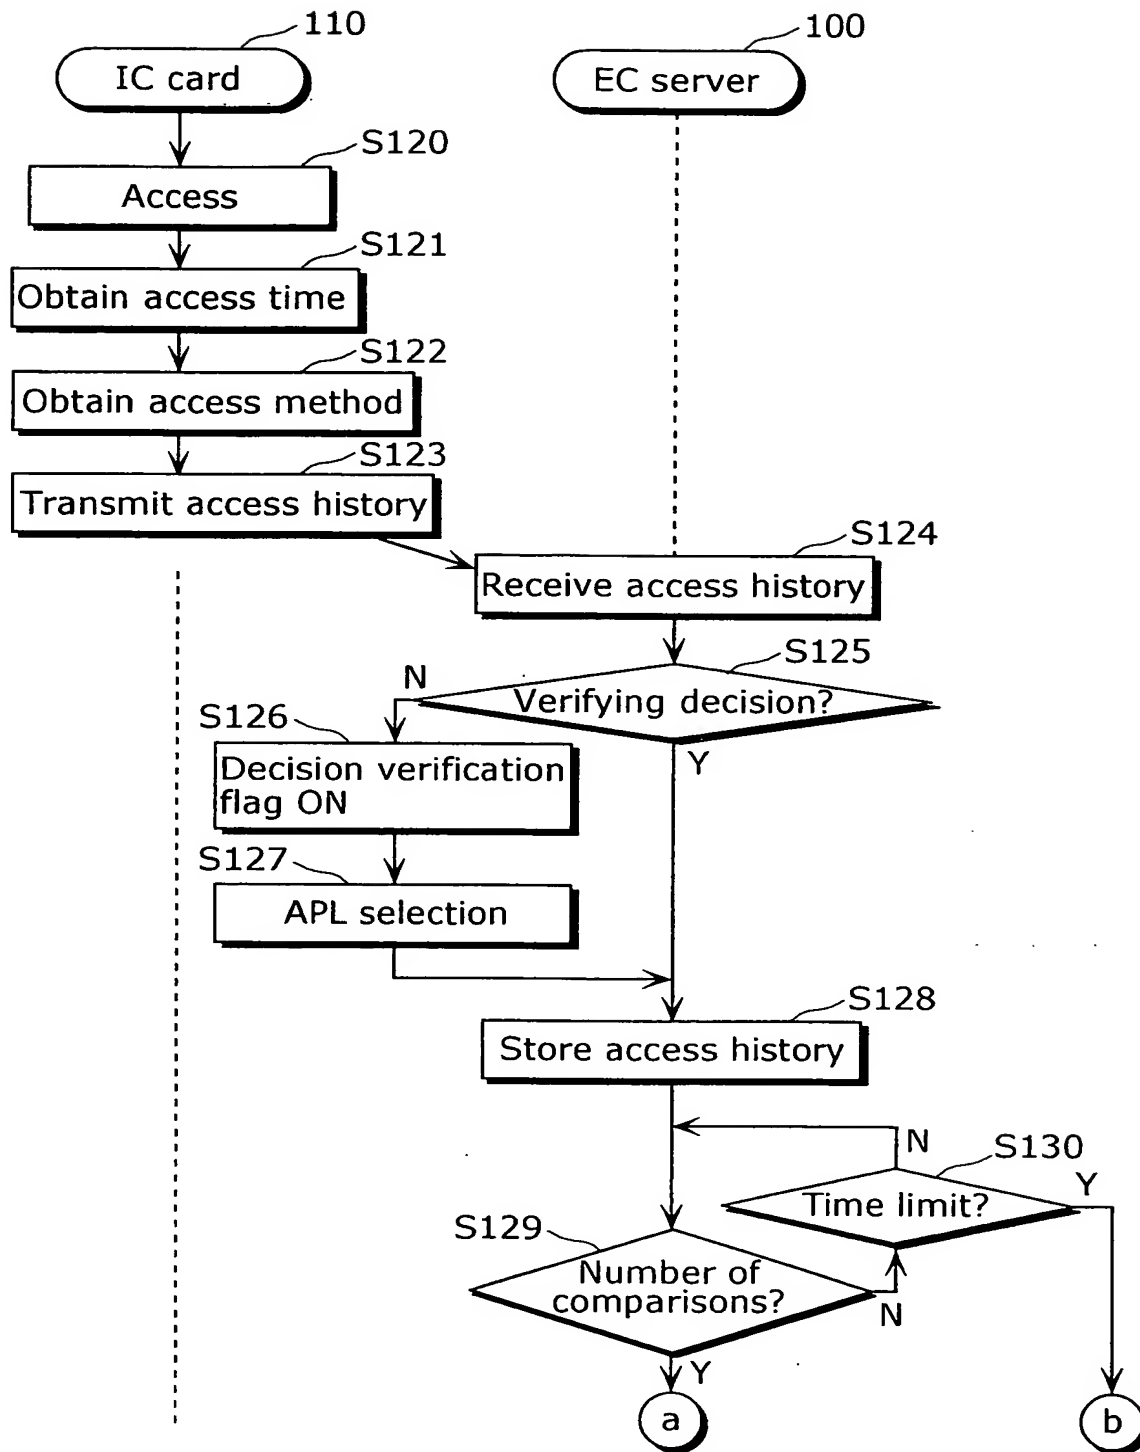 110
100
IC card
EC server
S120
Access
S121
Obtain access time
S122
Obtain access method
S123
Transmit access history
S124
Receive access history
S125
N
Verifying decision?
S126
Y
Decision verification
flag ON
S127
APL selection
S128
Store access history
N
S130
Y
Time limit?
S129
Number of
comparisons?
N
Y
a
b